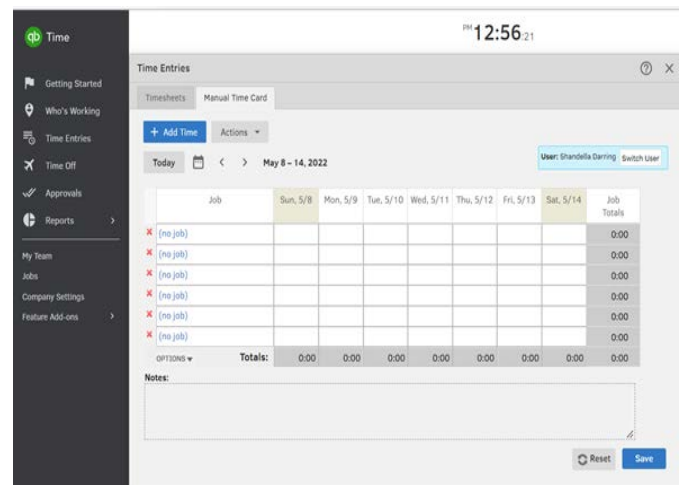 qb Time
PM 12:56:21
Getting Started
Who's Working
Time Entries
Time Off
Approvals
Reports >
My Team
Jobs
Company Settings
Feature Add-ons >
Time Entries ? X
Timesheets Manual Time Card
+ Add Time Actions
Today < > May 8 – 14, 2022
User: Shandella Darring Switch User
Job Sun, 5/8 Mon, 5/9 Tue, 5/10 Wed, 5/11 Thu, 5/12 Fri, 5/13 Sat, 5/14 Job
Totals
x (no job) 0:00
x (no job) 0:00
x (no job) 0:00
x (no job) 0:00
x (no job) 0:00
x (no job) 0:00
OPTIONS Totals: 0:00 0:00 0:00 0:00 0:00 0:00 0:00 0:00
Notes:
Reset Save